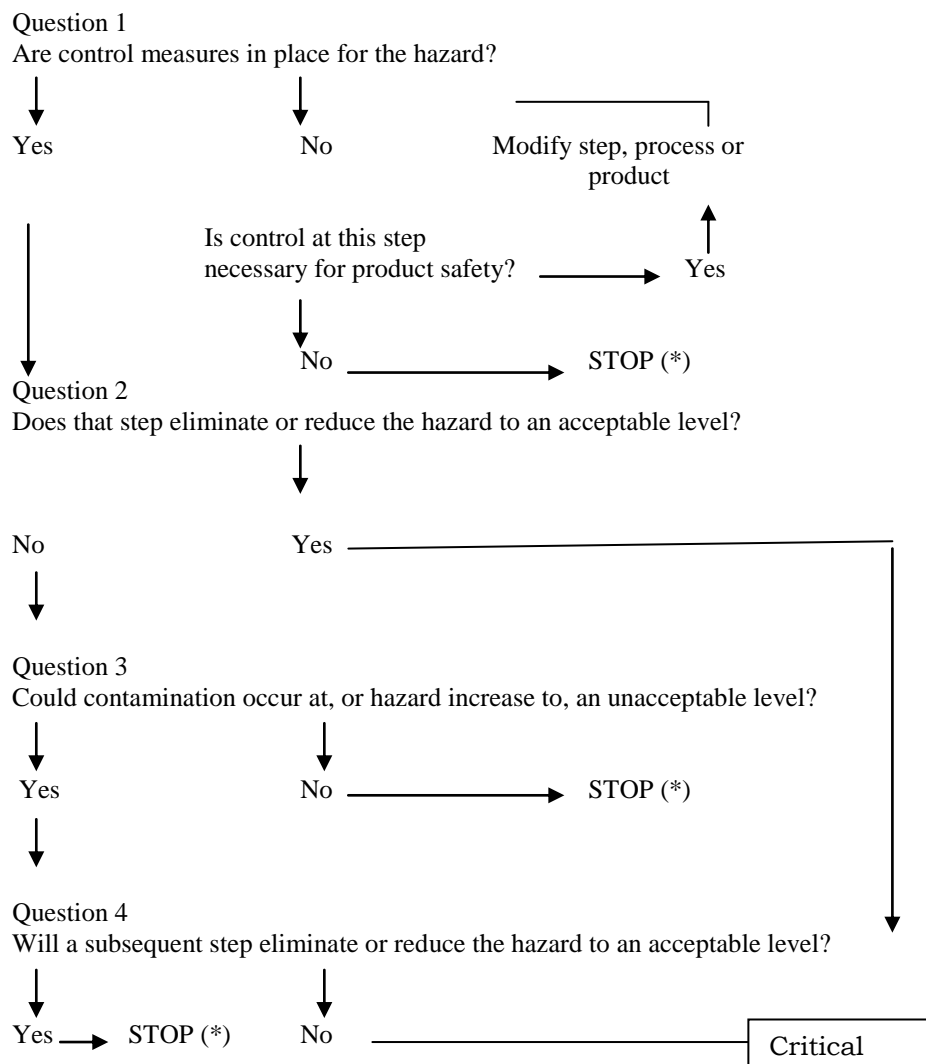 Question 1
Are control measures in place for the hazard?
Yes
No
Modify step, process or
product
Is control at this step
necessary for product safety?
Yes
No
STOP (*)
Question 2
Does that step eliminate or reduce the hazard to an acceptable level?
No
Yes
Question 3
Could contamination occur at, or hazard increase to, an unacceptable level?
Yes
No
STOP (*)
Question 4
Will a subsequent step eliminate or reduce the hazard to an acceptable level?
Yes
STOP (*)
No
Critical